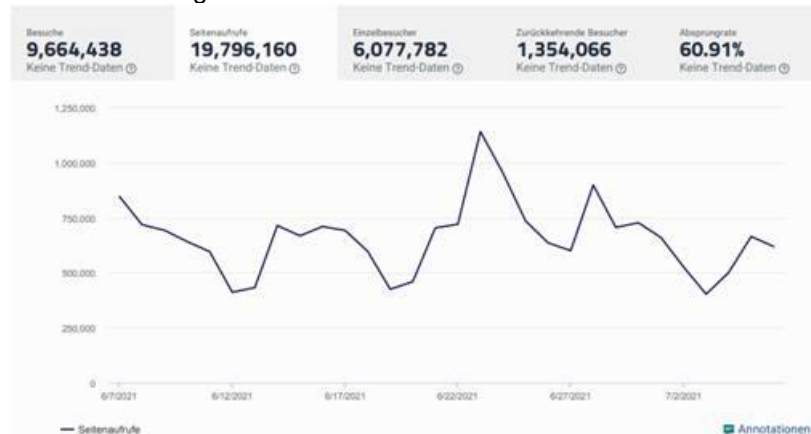 Besuche
9,664,438
Keine Trend-Daten
Seitenaufrufe
19,796,160
Keine Trend-Daten
Einzelbesucher
6,077,782
Keine Trend-Daten
Zurückkehrende Besucher
1,354,066
Keine Trend-Daten
Absprungrate
60.91%
Keine Trend-Daten
1,250,000
1,000,000
750,000
500,000
250,000
0
6/7/2021 6/12/2021 6/17/2021 6/22/2021 6/27/2021 7/2/2021
Seitenaufrufe
Annotationen